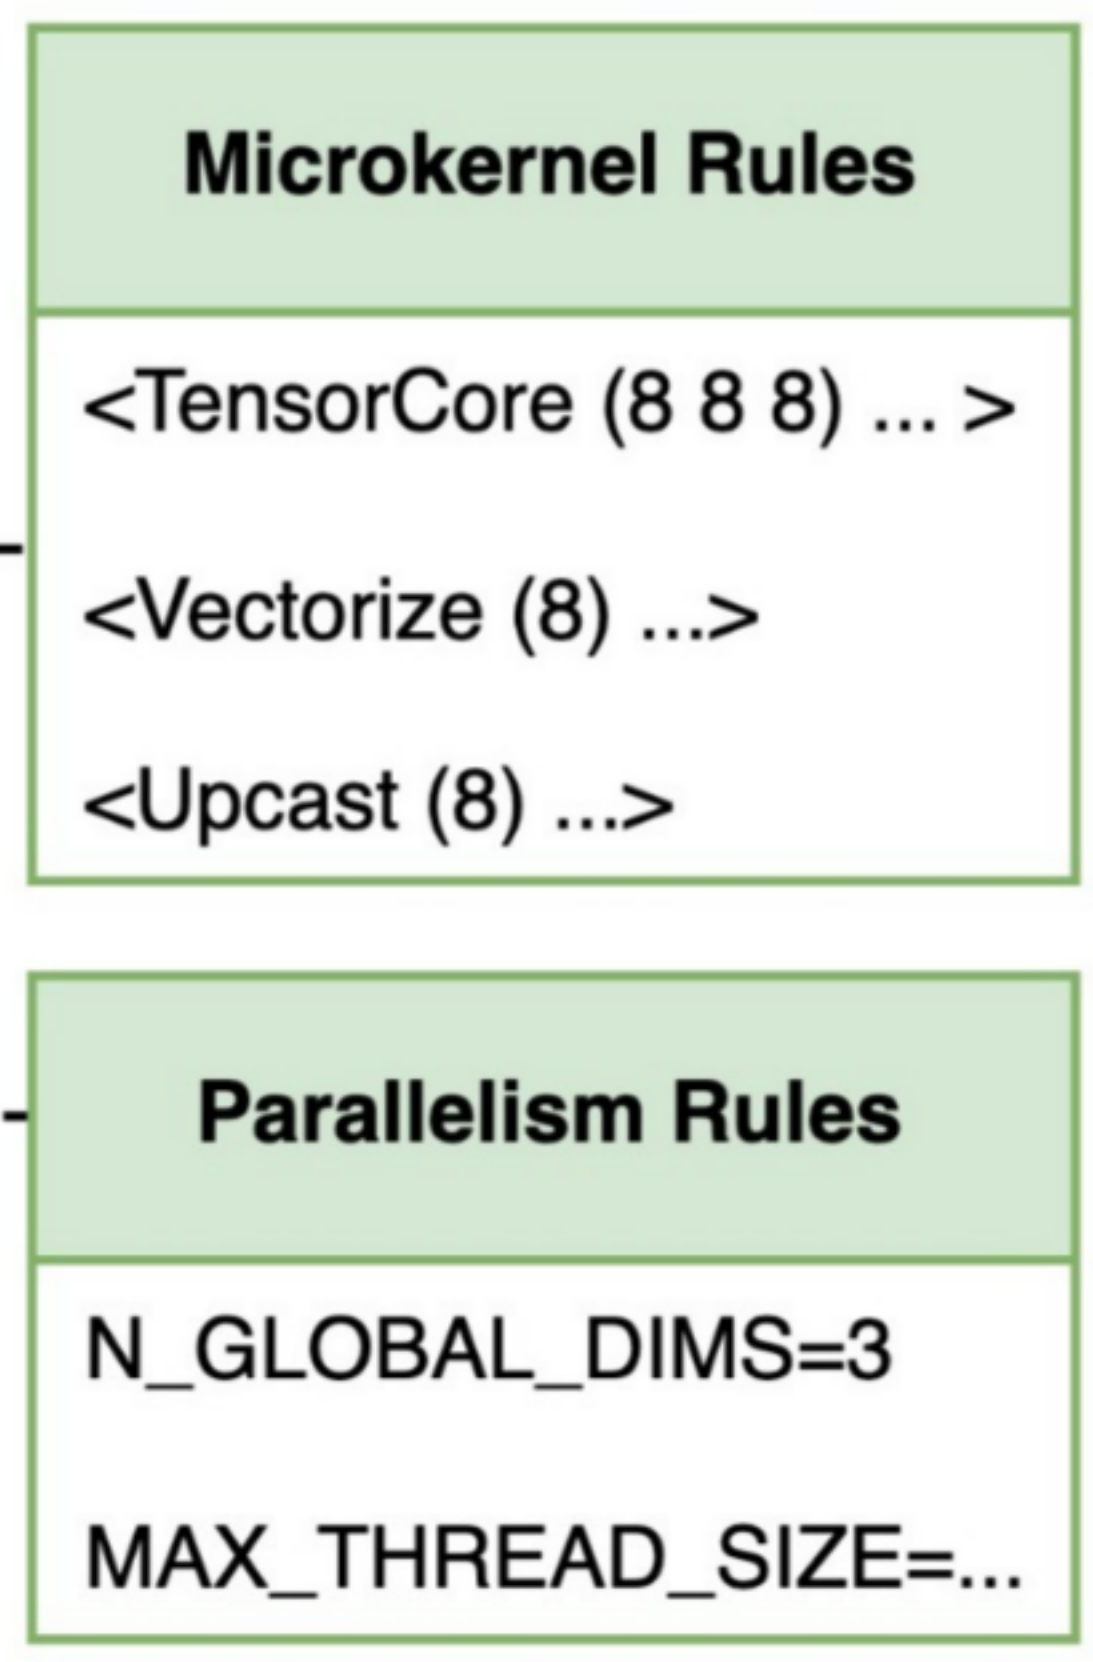 Microkernel Rules
<TensorCore (8 8 8) ... >
<Vectorize (8) ...>
<Upcast (8) ...>
Parallelism Rules
N_GLOBAL_DIMS=3
MAX_THREAD_SIZE=...